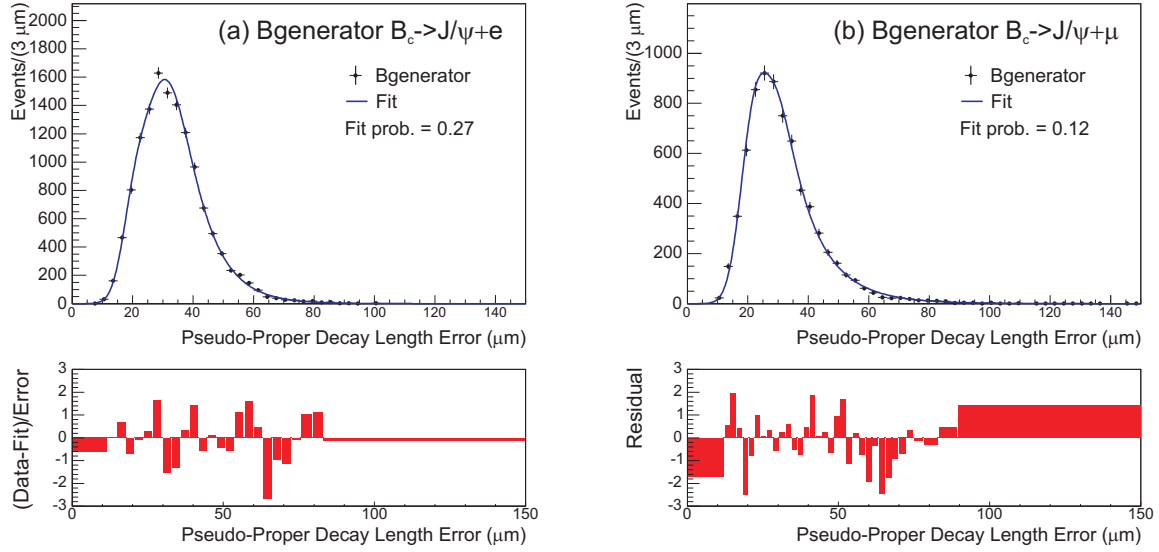 (a) Bgenerator B_c->J/ψ+e
Events/(3 μm)
2000
1800
1600
1400
1200
1000
800
600
400
200
0
Bgenerator
Fit
Fit prob. = 0.27
0 20 40 60 80 100 120 140
Pseudo-Proper Decay Length Error (μm)
(Data-Fit)/Error
3
2
1
0
-1
-2
-3
0 50 100 150
Pseudo-Proper Decay Length Error (μm)
(b) Bgenerator B_c->J/ψ+μ
Events/(3 μm)
1000
800
600
400
200
0
Bgenerator
Fit
Fit prob. = 0.12
0 20 40 60 80 100 120 140
Pseudo-Proper Decay Length Error (μm)
Residual
3
2
1
0
-1
-2
-3
0 50 100 150
Pseudo-Proper Decay Length Error (μm)